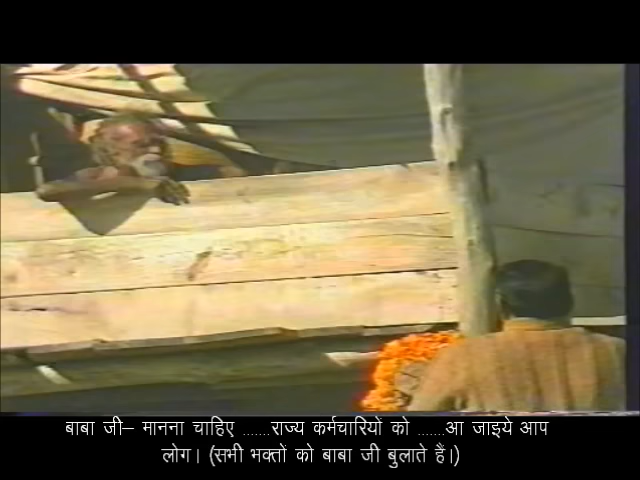 बाबा जी– मानना चाहिए .......राज्य कर्मचारियों को .......आ जाइये आप
लोग। (सभी भक्तों को बाबा जी बुलाते हैं।)